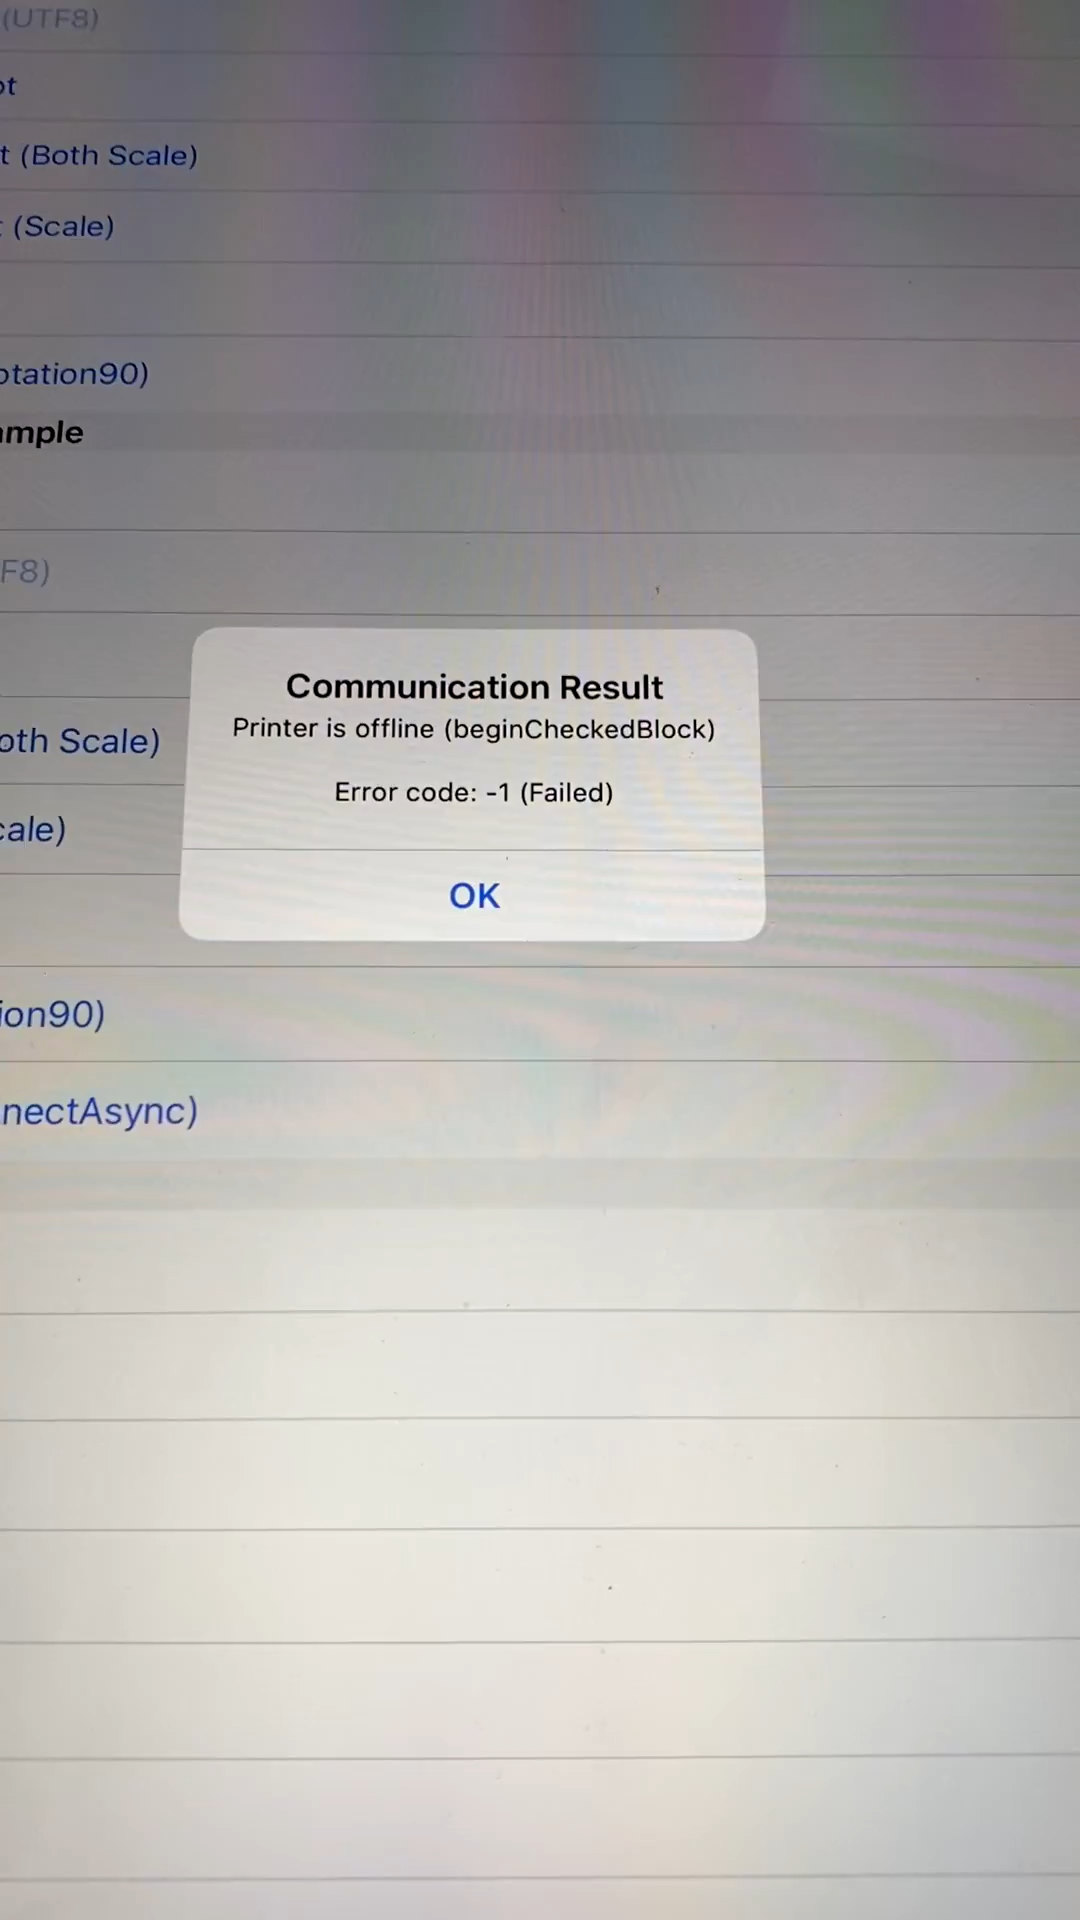 (UTF8)
ot
t (Both Scale)
(Scale)
otation90)
ample
F8)
Communication Result
Printer is offline (beginCheckedBlock)
Error code: -1 (Failed)
OK
oth Scale)
cale)
ion90)
nectAsync)